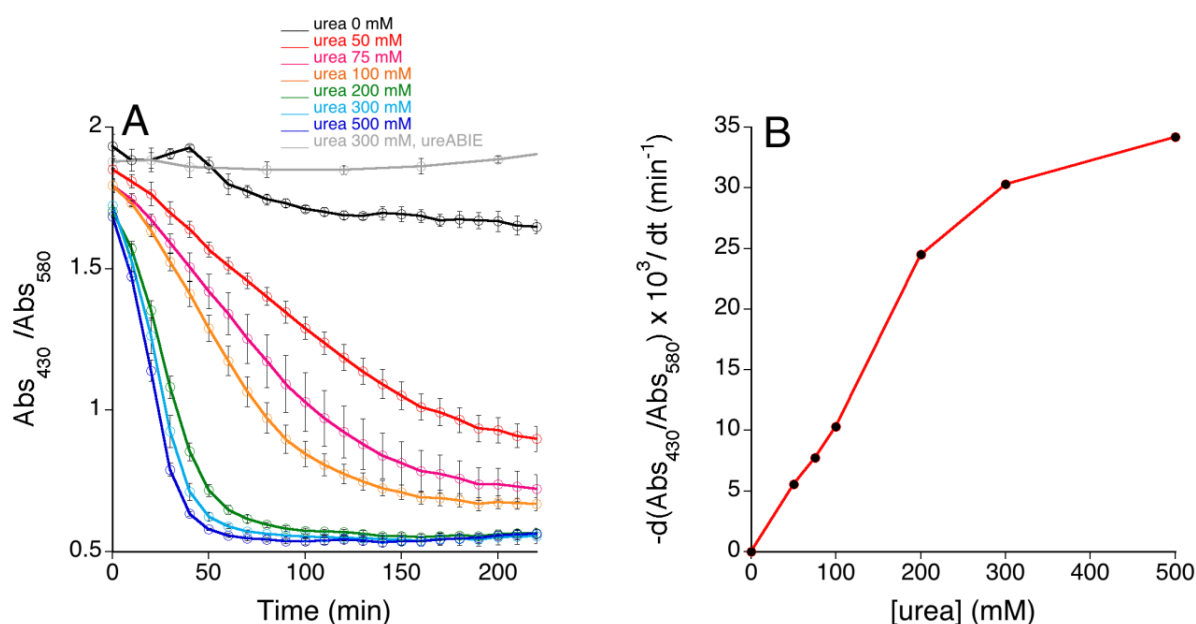 urea 0 mM
urea 50 mM
urea 75 mM
urea 100 mM
urea 200 mM
urea 300 mM
urea 500 mM
urea 300 mM, ureABIE
A
2
1.5
1
0.5
Abs430 /Abs580
0 50 100 150 200
Time (min)
B
35
30
25
20
15
10
5
0
-d(Abs430/Abs580) x 10³/ dt (min⁻¹)
0 100 200 300 400 500
[urea] (mM)